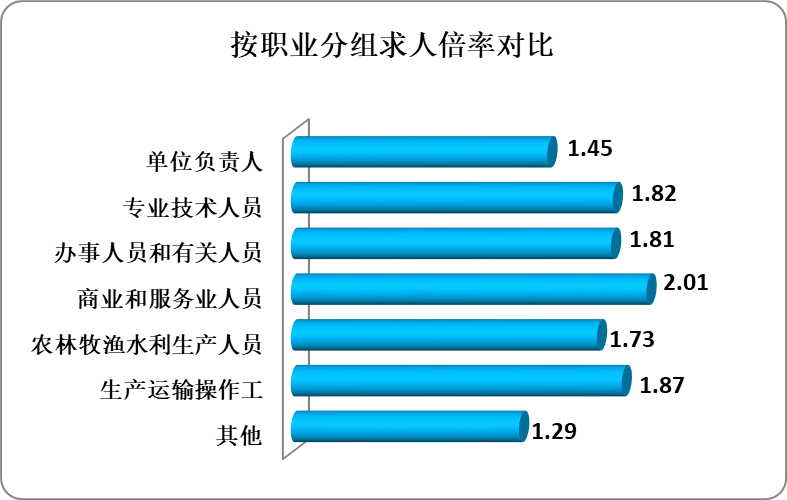 按职业分组求人倍率对比
单位负责人 1.45
专业技术人员 1.82
办事人员和有关人员 1.81
商业和服务业人员 2.01
农林牧渔水利生产人员 1.73
生产运输操作工 1.87
其他 1.29